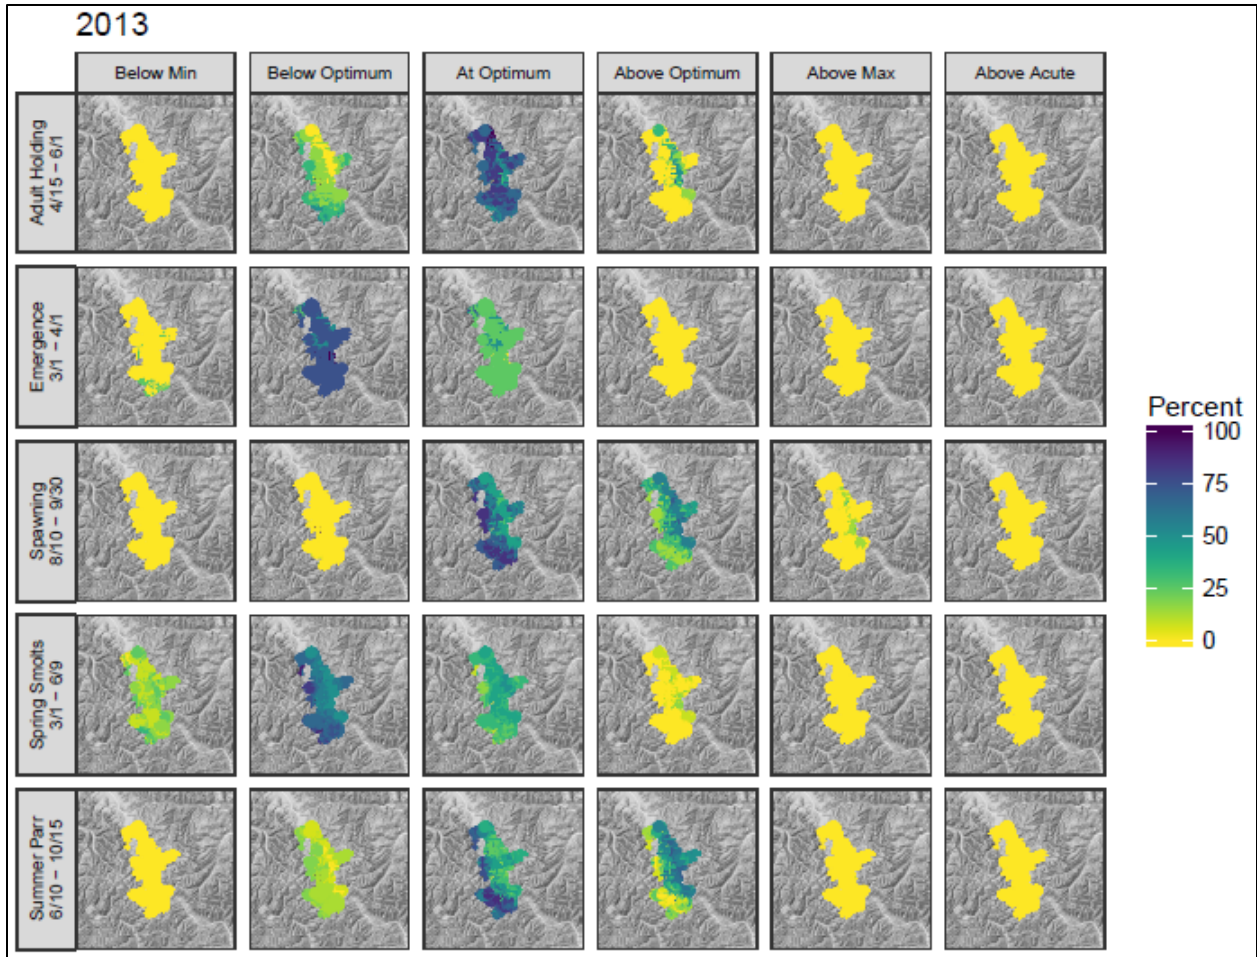 2013
Below Min
Below Optimum
At Optimum
Above Optimum
Above Max
Above Acute
Adult Holding
4/15 − 6/1
Emergence
3/1 − 4/1
Spawning
8/10 − 9/30
Spring Smolts
3/1 − 6/9
Summer Parr
6/10 − 10/15
Percent
100
75
50
25
0